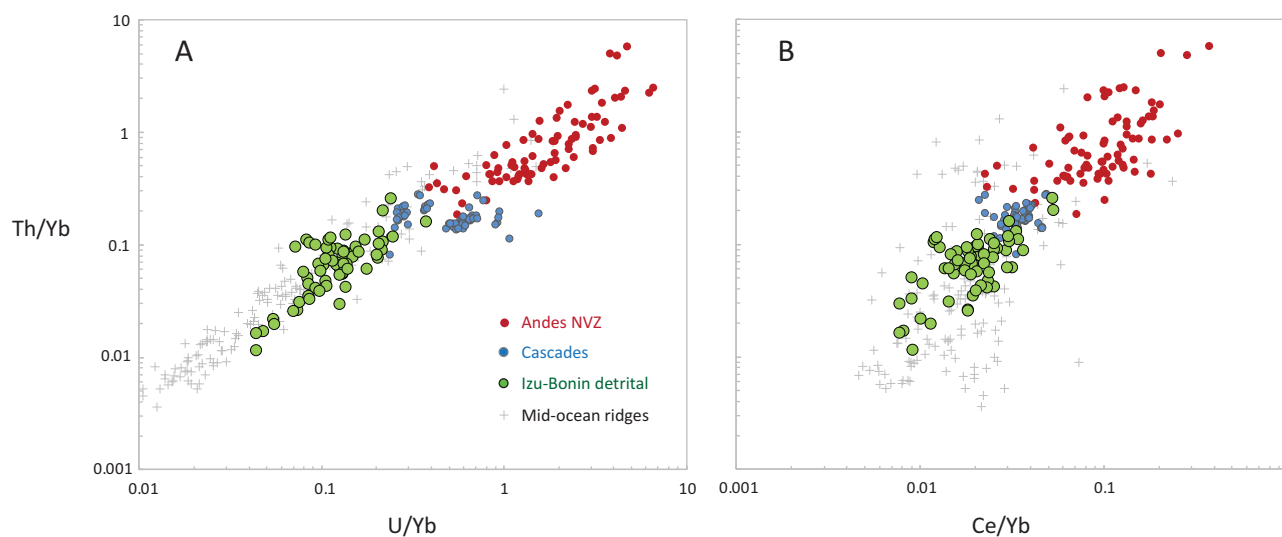 A
B
10
1
0.1
0.01
0.001
Th/Yb
Andes NVZ
Cascades
Izu-Bonin detrital
Mid-ocean ridges
0.01
0.1
1
10
U/Yb
0.001
0.01
0.1
Ce/Yb